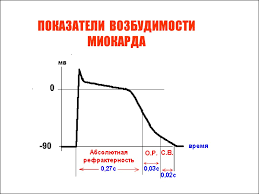 ПОКАЗАТЕЛИ ВОЗБУДИМОСТИ
МИОКАРДА
мв
0
-90
Абсолютная
рефрактерность
О.Р.
С.В.
время
0,27с
0,03с
0,02с